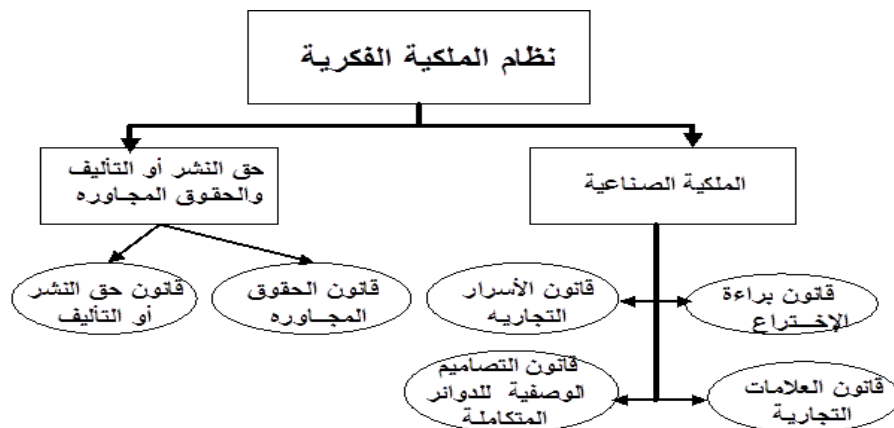 نظام الملكية الفكرية
الملكية الصناعية
حق النشر أو التأليف
والحقوق المجاوره
قانون براءة
الإختراع
قانون الأسرار
التجاريه
قانون الحقوق
المجاوره
قانون حق النشر
أو التأليف
قانون العلامات
التجارية
قانون التصاميم
الوصفية للدوائر
المتكاملة